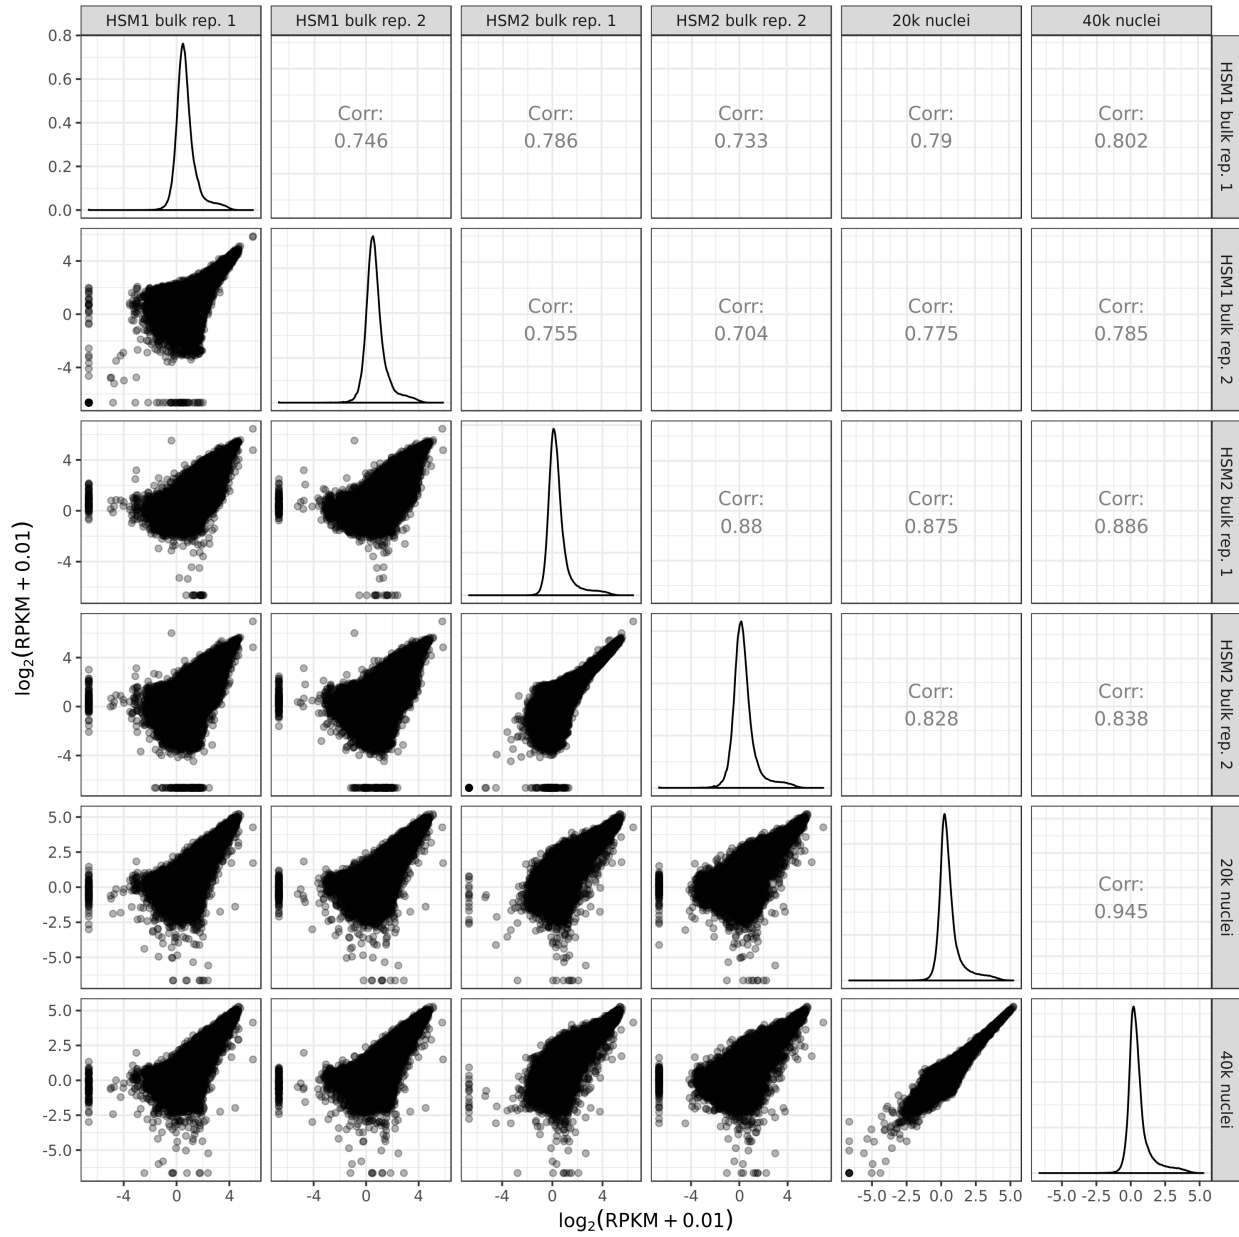 HSM1 bulk rep. 1 HSM1 bulk rep. 2 HSM2 bulk rep. 1 HSM2 bulk rep. 2 20k nuclei 40k nuclei
0.8
0.6
0.4
0.2
0.0
Corr: Corr: Corr: Corr: Corr:
0.746 0.786 0.733 0.79 0.802
HSM1 bulk rep. 1
4
0
-4
Corr: Corr: Corr: Corr:
0.755 0.704 0.775 0.785
HSM1 bulk rep. 2
4
0
-4
Corr: Corr: Corr:
0.88 0.875 0.886
HSM2 bulk rep. 1
log₂(RPKM + 0.01)
4
0
-4
Corr: Corr:
0.828 0.838
HSM2 bulk rep. 2
5.0
2.5
0.0
-2.5
-5.0
Corr:
0.945
20k nuclei
5.0
2.5
0.0
-2.5
-5.0
40k nuclei
-4 0 4 -4 0 4 -4 0 4 -4 0 4 -5.0 -2.5 0.0 2.5 5.0 -5.0 -2.5 0.0 2.5 5.0
log₂(RPKM + 0.01)